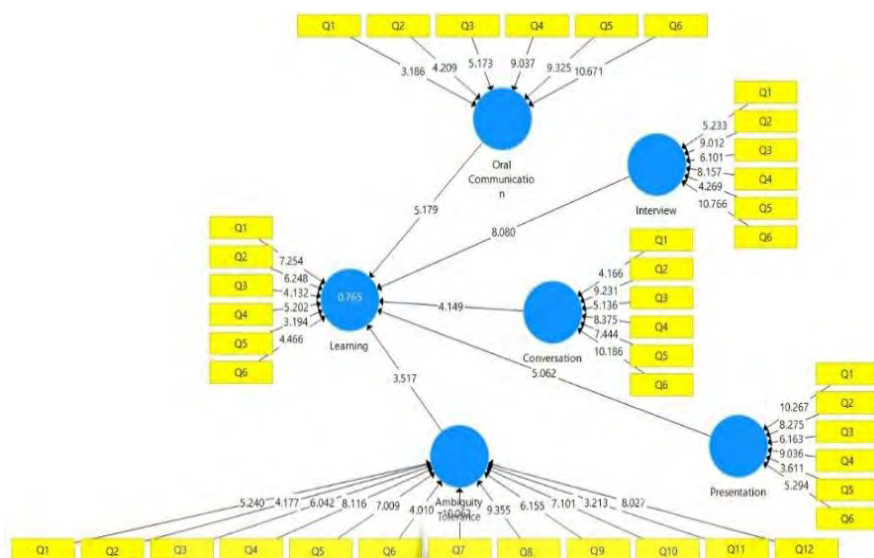 Q1 Q2 Q3 Q4 Q5 Q6
3.186 4.209 5.173 9.037 9.325 10.671
Oral
Communicatio
n
Q1
Q2
Q3
Q4
Q5
Q6
5.233
9.012
6.101
8.157
4.269
10.766
Interview
5.179
8.080
Q1
Q2
Q3
Q4
Q5
Q6
7.254
6.248
4.132
5.202
3.194
4.466
0.765
Learning
4.149
Q1
Q2
Q3
Q4
Q5
Q6
4.166
9.231
5.136
8.375
7.444
10.186
Conversation
5.062
3.517
Q1
Q2
Q3
Q4
Q5
Q6
10.267
8.275
6.163
9.036
3.611
5.294
Presentation
Ambiguity
Tolerance
5.240 4.177 6.042 8.116 7.009 4.010 10.062 9.355 6.155 7.101 3.213 8.027
Q1 Q2 Q3 Q4 Q5 Q6 Q7 Q8 Q9 Q10 Q11 Q12